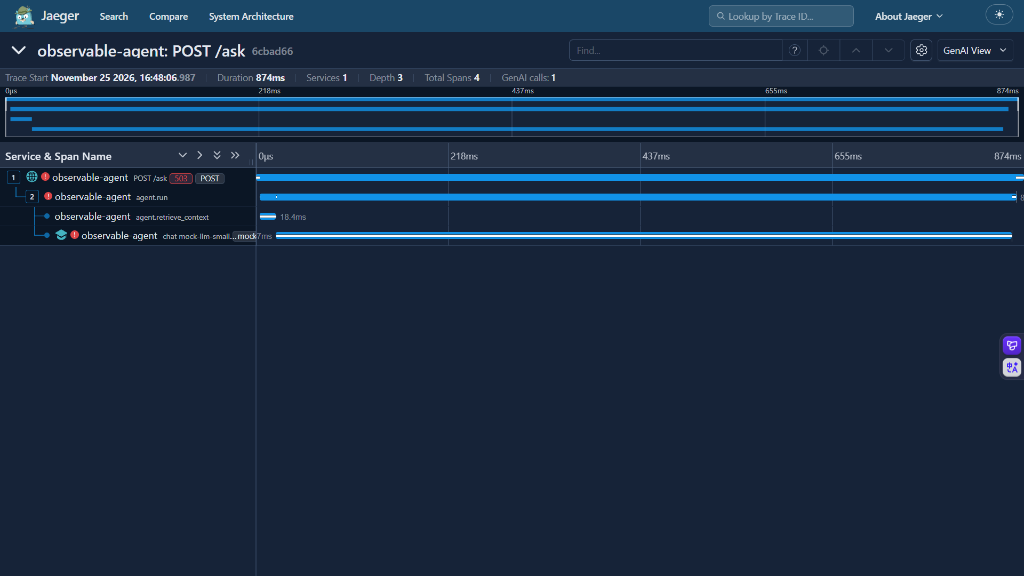 Jaeger Search Compare System Architecture Lookup by Trace ID... About Jaeger
observable-agent: POST /ask 6cbad66 Find... ? GenAI View
Trace Start November 25 2026, 16:48:06.987 Duration 874ms Services 1 Depth 3 Total Spans 4 GenAI calls: 1
0μs 218ms 437ms 655ms 874ms
Service & Span Name 0μs 218ms 437ms 655ms 874ms
1 observable-agent POST /ask 503 POST
2 observable-agent agent.run
observable-agent agent.retrieve_context 18.4ms
observable-agent chat mock-llm-small...